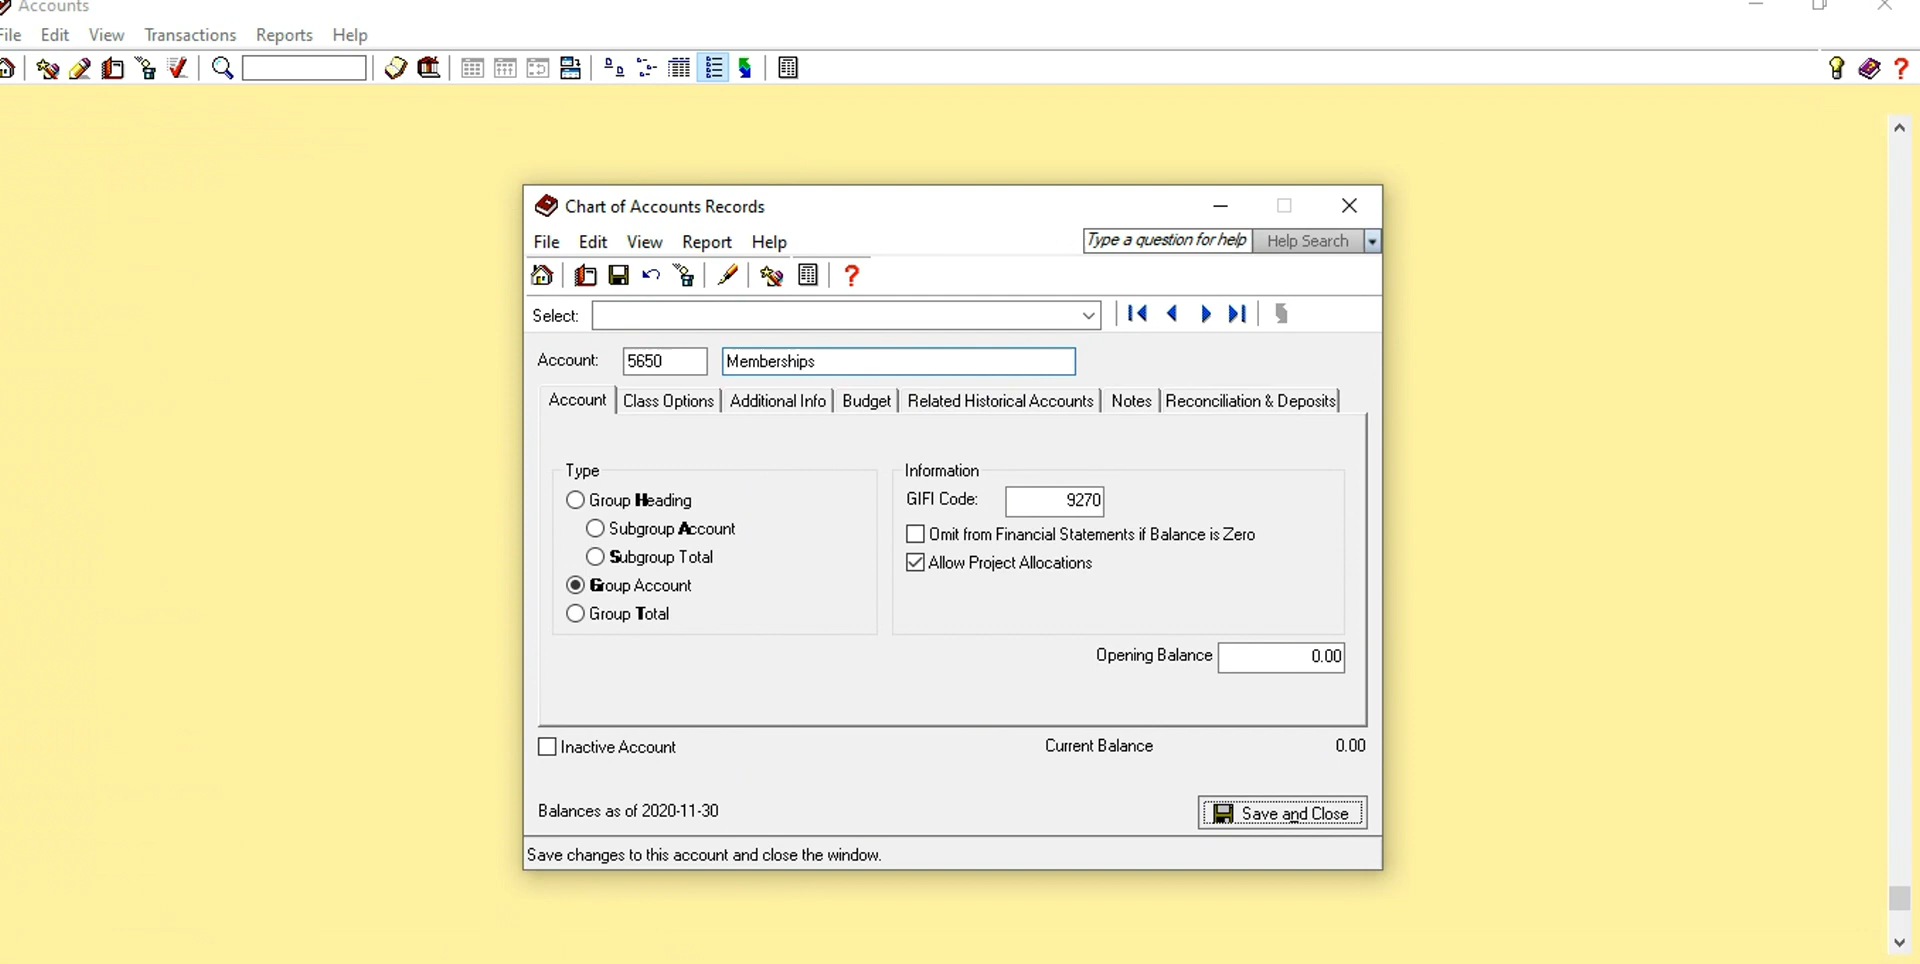 Accounts
File Edit View Transactions Reports Help
Chart of Accounts Records
File Edit View Report Help Type a question for help Help Search
Select:
Account: 5650 Memberships
Account Class Options Additional Info Budget Related Historical Accounts Notes Reconciliation & Deposits
Type
Group Heading
Subgroup Account
Subgroup Total
Group Account
Group Total
Information
GIFI Code: 9270
Omit from Financial Statements if Balance is Zero
Allow Project Allocations
Opening Balance 0.00
Inactive Account Current Balance 0.00
Balances as of 2020-11-30 Save and Close
Save changes to this account and close the window.